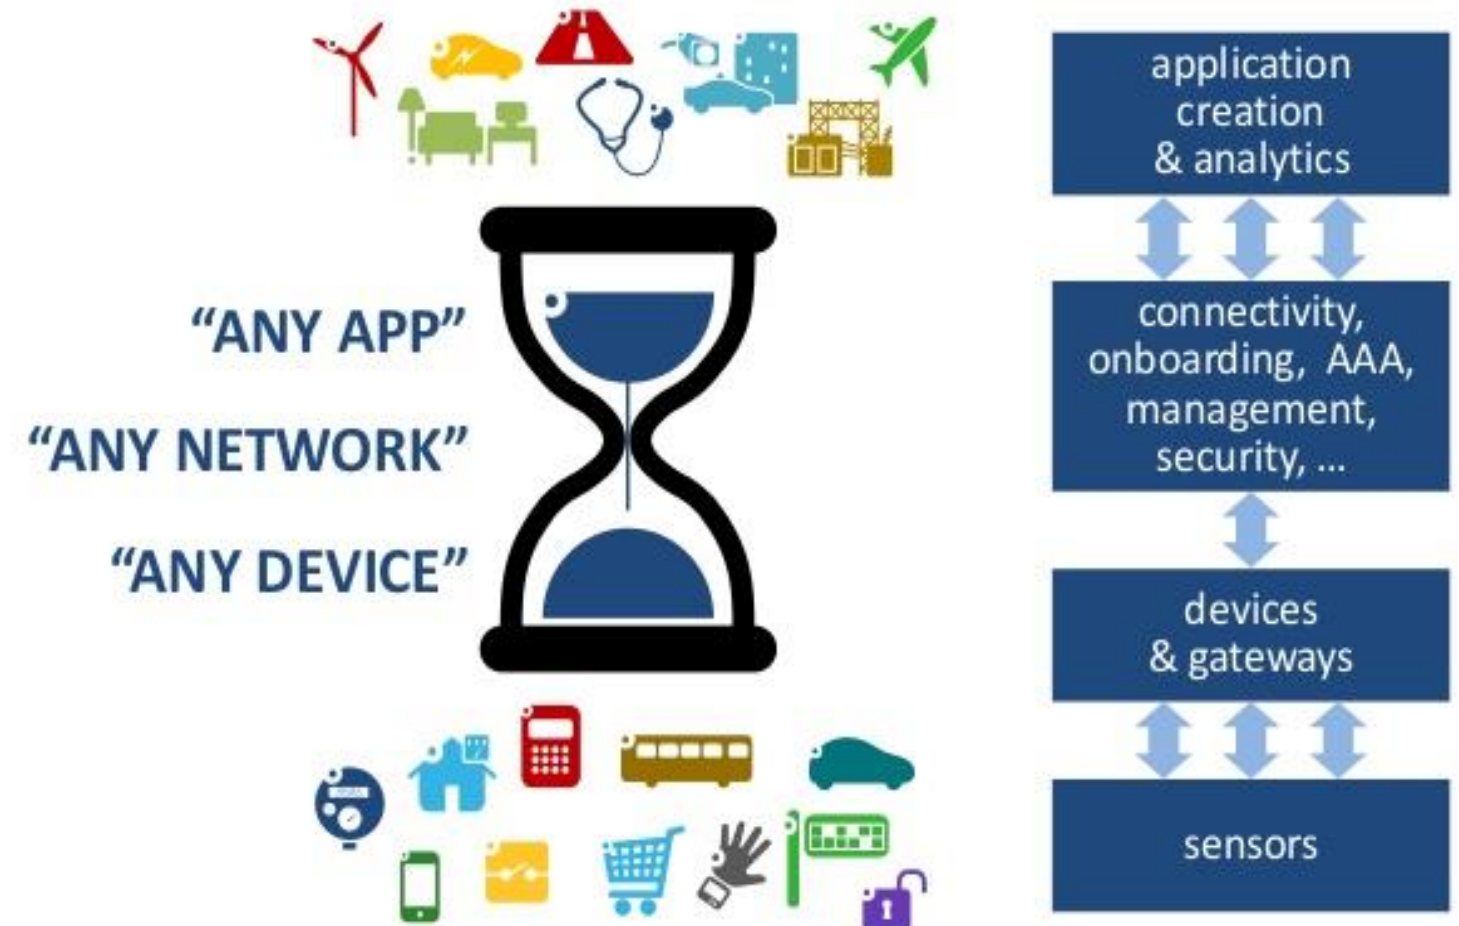 “ANY APP”
“ANY NETWORK”
“ANY DEVICE”
application
creation
& analytics
connectivity,
onboarding, AAA,
management,
security, ...
devices
& gateways
sensors